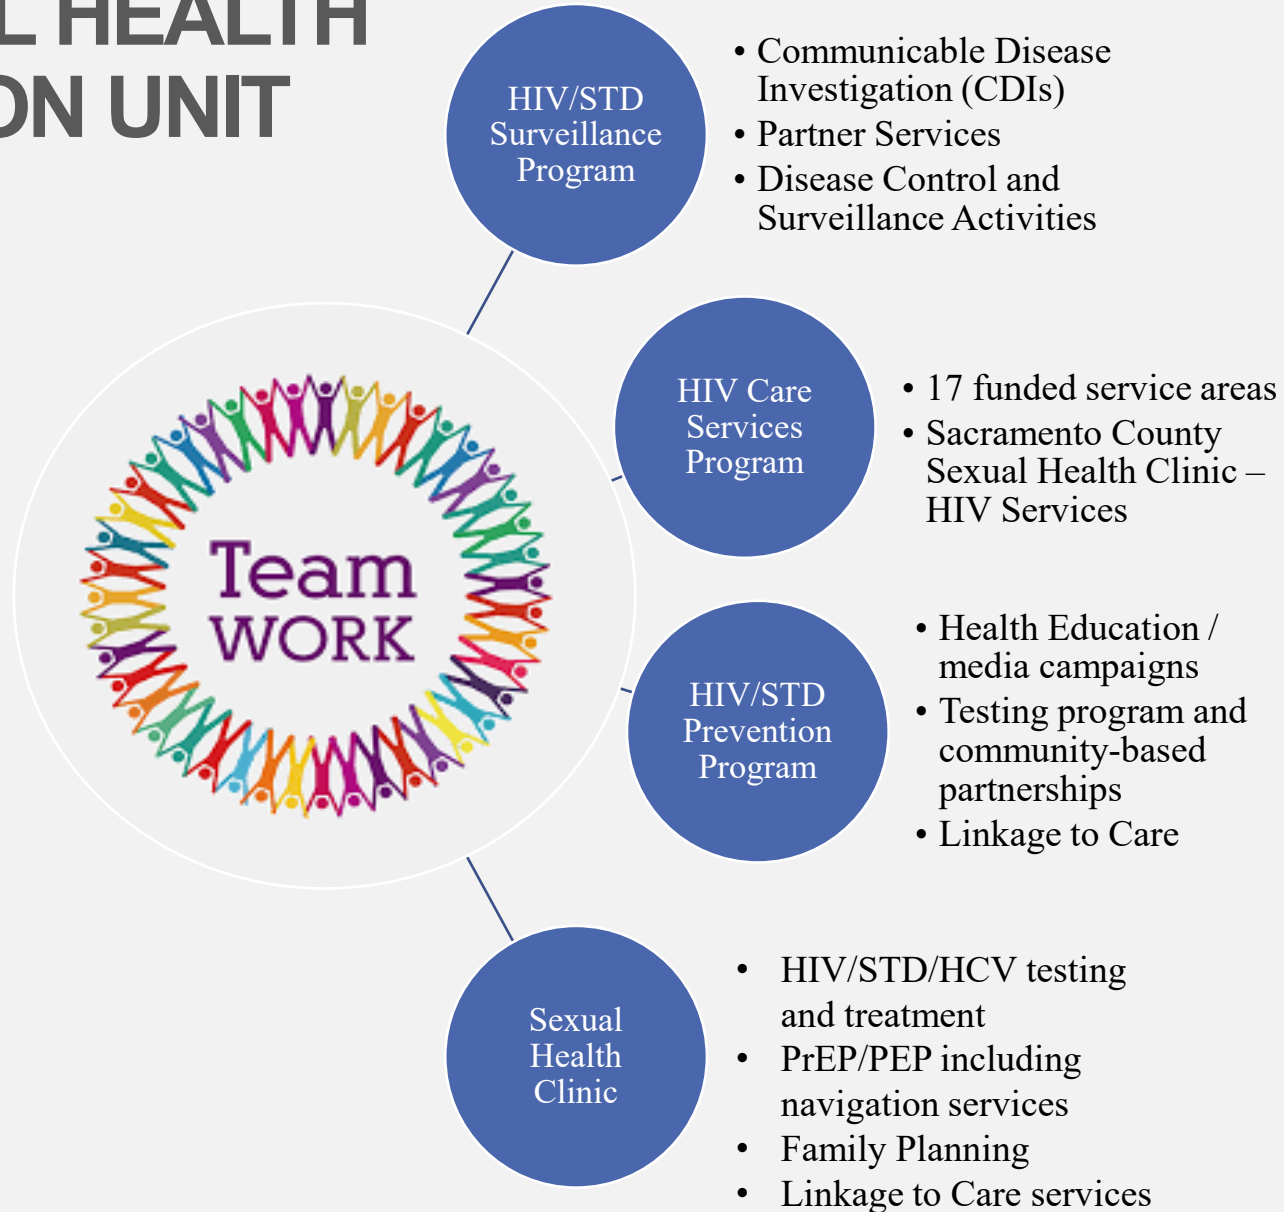 L HEALTH
ON UNIT
HIV/STD
Surveillance
Program
• Communicable Disease
Investigation (CDIs)
• Partner Services
• Disease Control and
Surveillance Activities
HIV Care
Services
Program
• 17 funded service areas
• Sacramento County
Sexual Health Clinic –
HIV Services
Team
WORK
HIV/STD
Prevention
Program
• Health Education /
media campaigns
• Testing program and
community-based
partnerships
• Linkage to Care
Sexual
Health
Clinic
• HIV/STD/HCV testing
and treatment
• PrEP/PEP including
navigation services
• Family Planning
• Linkage to Care services